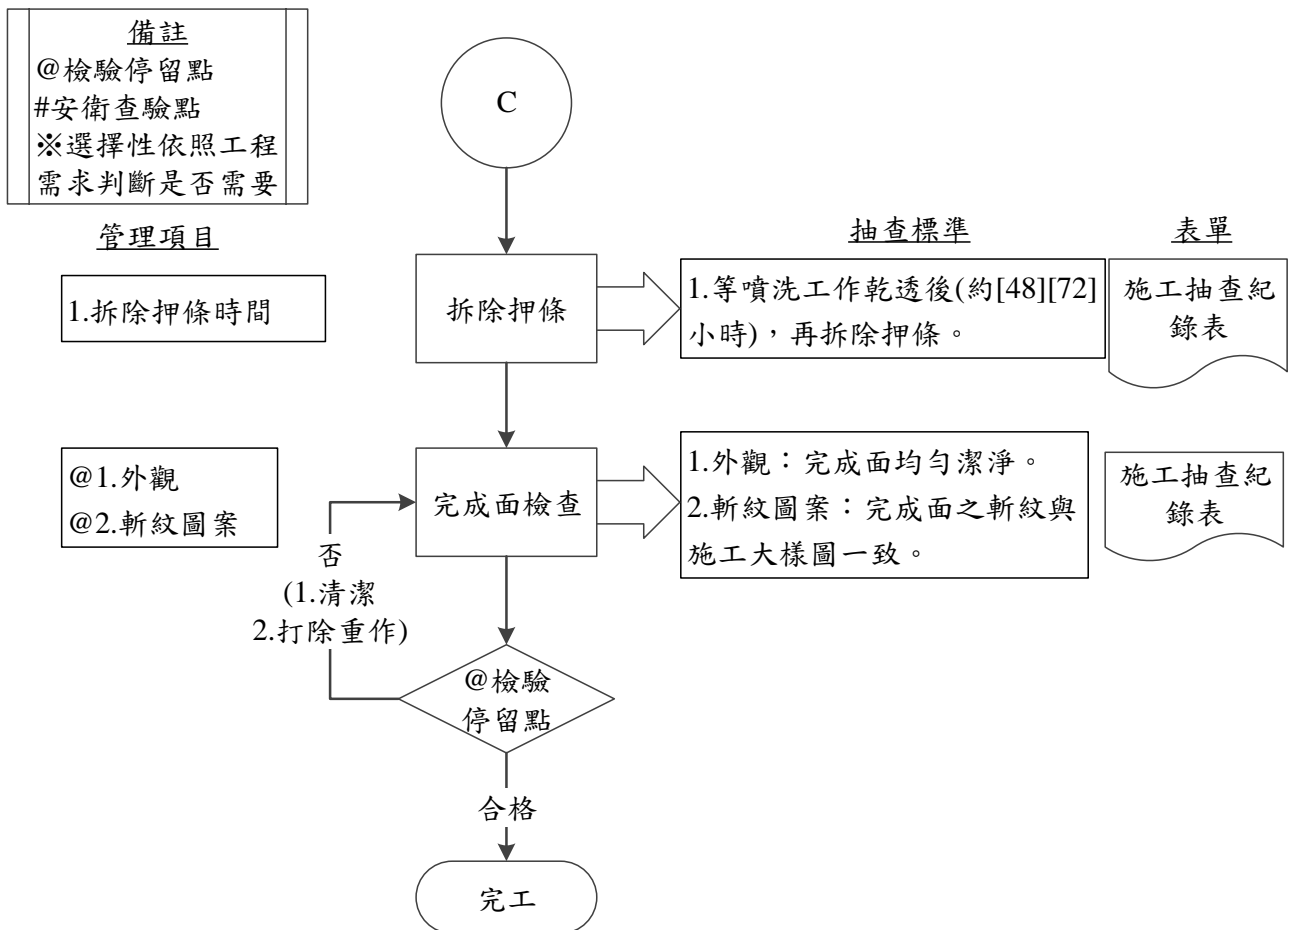 備註
@檢驗停留點
#安衛查驗點
※選擇性依照工程
需求判斷是否需要
C
管理項目
抽查標準
表單
1.拆除押條時間
拆除押條
1.等噴洗工作乾透後(約[48][72]
小時)，再拆除押條。
施工抽查紀
錄表
@1.外觀
@2.斬紋圖案
完成面檢查
1.外觀：完成面均勻潔淨。
2.斬紋圖案：完成面之斬紋與
施工大樣圖一致。
施工抽查紀
錄表
否
(1.清潔
2.打除重作)
@檢驗
停留點
合格
完工